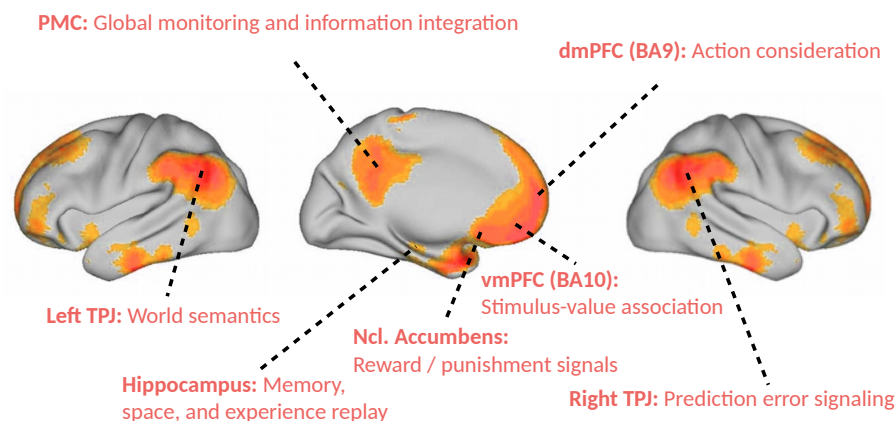 PMC: Global monitoring and information integration
dmPFC (BA9): Action consideration
vmPFC (BA10):
Stimulus-value association
Left TPJ: World semantics
Ncl. Accumbens:
Reward / punishment signals
Hippocampus: Memory,
space, and experience replay
Right TPJ: Prediction error signaling